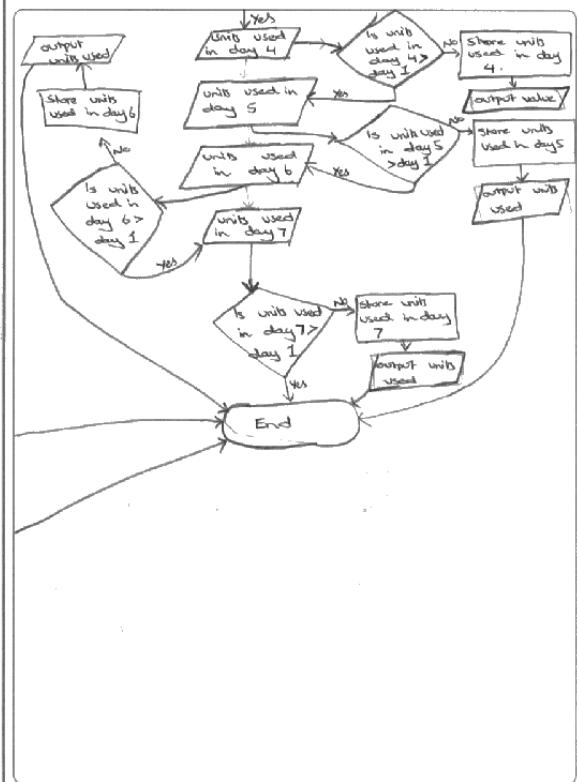 Yes
Units used
in day 4
Is units
used in
day 4>
day 1
No
Store units
used in day
4.
output value
output
units used
Store units
used in day 6
No
Yes
units used in
day 5
Is units used
in day 5
>day 1
No
Store units
used in day 5
output units
used
Yes
units used
in day 6
Is units
used in
day 6>
day 1
Yes
units used
in day 7
Is units used
in day 7>
day 1
No
Store units
used in day
7
output units
used
Yes
End